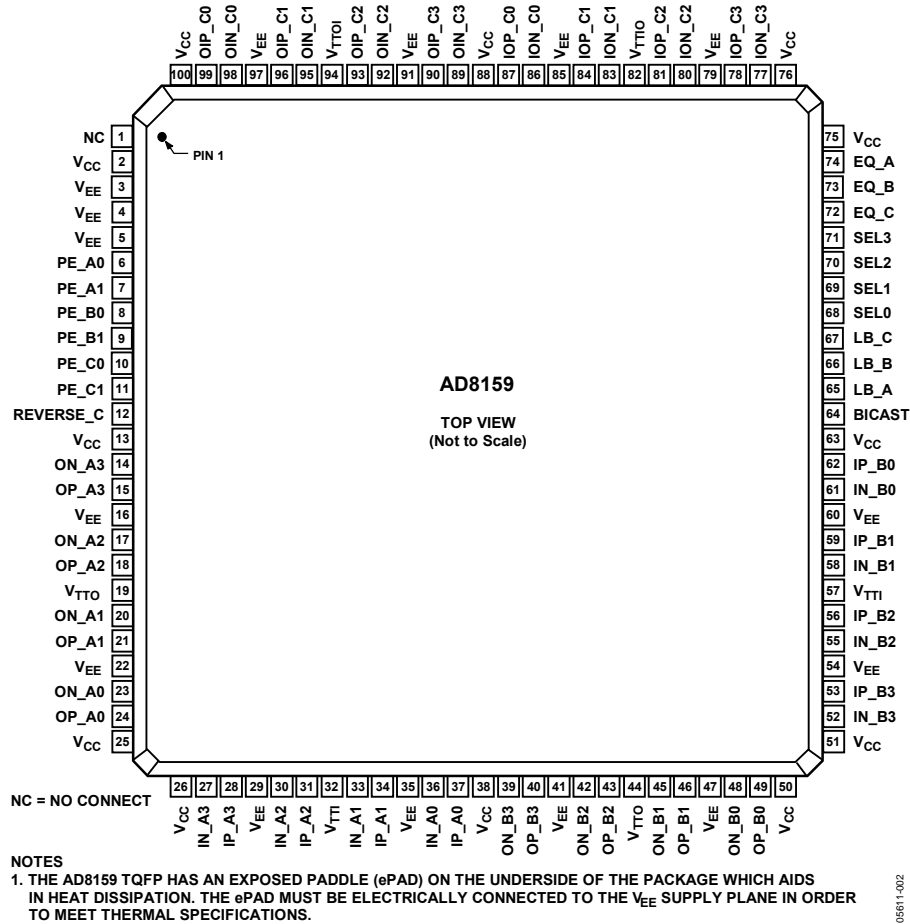 VCC OIP_C0 OIN_C0 VEE OIP_C1 OIN_C1 VTTOI OIP_C2 OIN_C2 VEE OIP_C3 OIN_C3 VCC IOP_C0 ION_C0 VEE IOP_C1 ION_C1 VTTIO IOP_C2 ION_C2 VEE IOP_C3 ION_C3 VCC
100 99 98 97 96 95 94 93 92 91 90 89 88 87 86 85 84 83 82 81 80 79 78 77 76
NC 1
VCC 2
VEE 3
VEE 4
VEE 5
PE_A0 6
PE_A1 7
PE_B0 8
PE_B1 9
PE_C0 10
PE_C1 11
REVERSE_C 12
VCC 13
ON_A3 14
OP_A3 15
VEE 16
ON_A2 17
OP_A2 18
VTTO 19
ON_A1 20
OP_A1 21
VEE 22
ON_A0 23
OP_A0 24
VCC 25
PIN 1
AD8159
TOP VIEW
(Not to Scale)
75 VCC
74 EQ_A
73 EQ_B
72 EQ_C
71 SEL3
70 SEL2
69 SEL1
68 SEL0
67 LB_C
66 LB_B
65 LB_A
64 BICAST
63 VCC
62 IP_B0
61 IN_B0
60 VEE
59 IP_B1
58 IN_B1
57 VTTI
56 IP_B2
55 IN_B2
54 VEE
53 IP_B3
52 IN_B3
51 VCC
26 27 28 29 30 31 32 33 34 35 36 37 38 39 40 41 42 43 44 45 46 47 48 49 50
VCC IN_A3 IP_A3 VEE IN_A2 IP_A2 VTTI IN_A1 IP_A1 VEE IN_A0 IP_A0 VCC ON_B3 OP_B3 VEE ON_B2 OP_B2 VTTO ON_B1 OP_B1 VEE ON_B0 OP_B0 VCC
NC = NO CONNECT
NOTES
1. THE AD8159 TQFP HAS AN EXPOSED PADDLE (ePAD) ON THE UNDERSIDE OF THE PACKAGE WHICH AIDS
IN HEAT DISSIPATION. THE ePAD MUST BE ELECTRICALLY CONNECTED TO THE VEE SUPPLY PLANE IN ORDER
TO MEET THERMAL SPECIFICATIONS.
05611-002